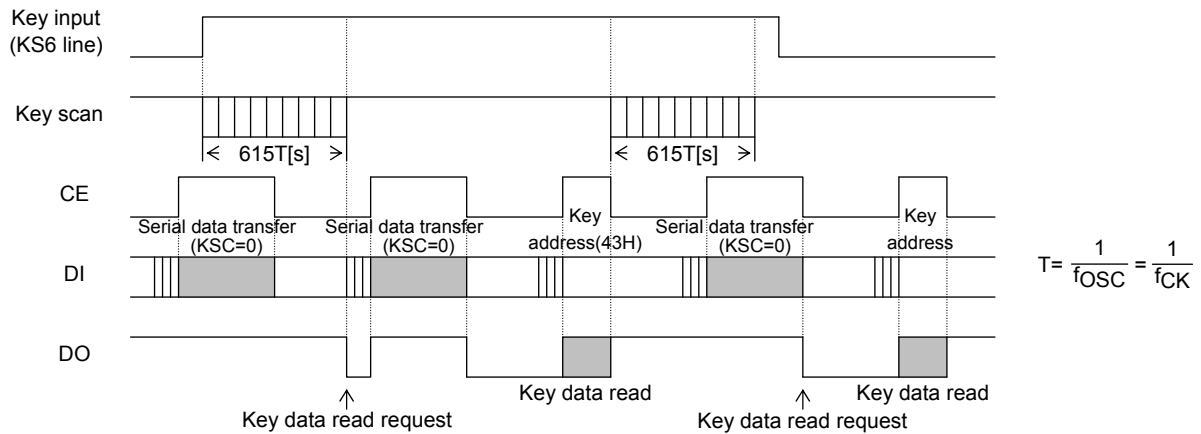 Key input
(KS6 line)
Key scan
615T[s]
615T[s]
CE
Serial data transfer
(KSC=0)
Serial data transfer
(KSC=0)
Key
address(43H)
Serial data transfer
(KSC=0)
Key
address
DI
T= 1/fOSC = 1/fCK
DO
Key data read
Key data read
Key data read request
Key data read request